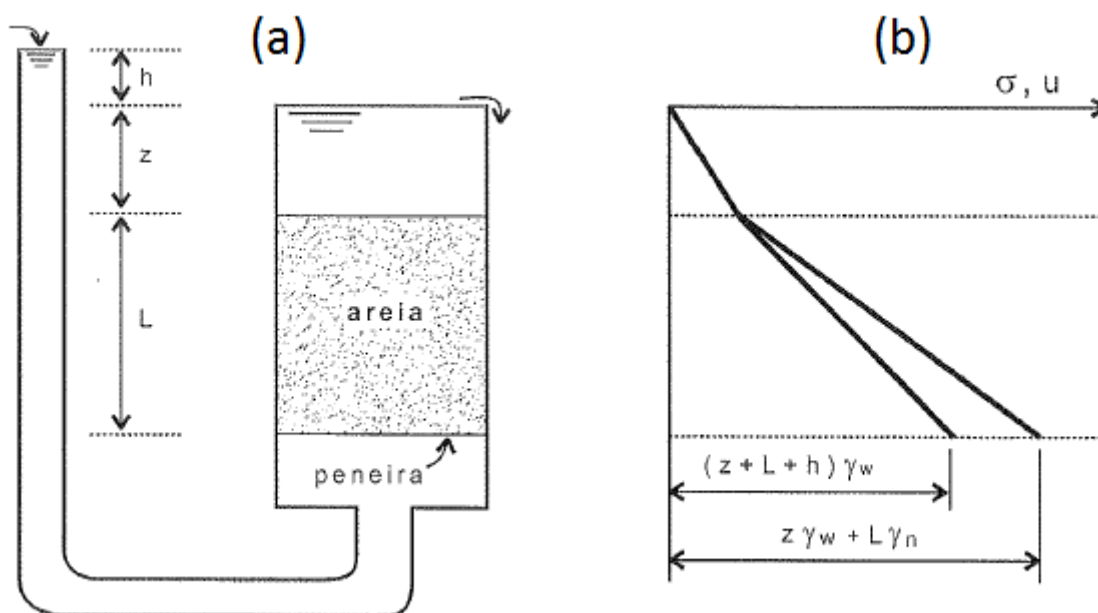 (a)
h
z
L
areia
peneira
(b)
σ, u
(z + L + h) γw
z γw + L γn